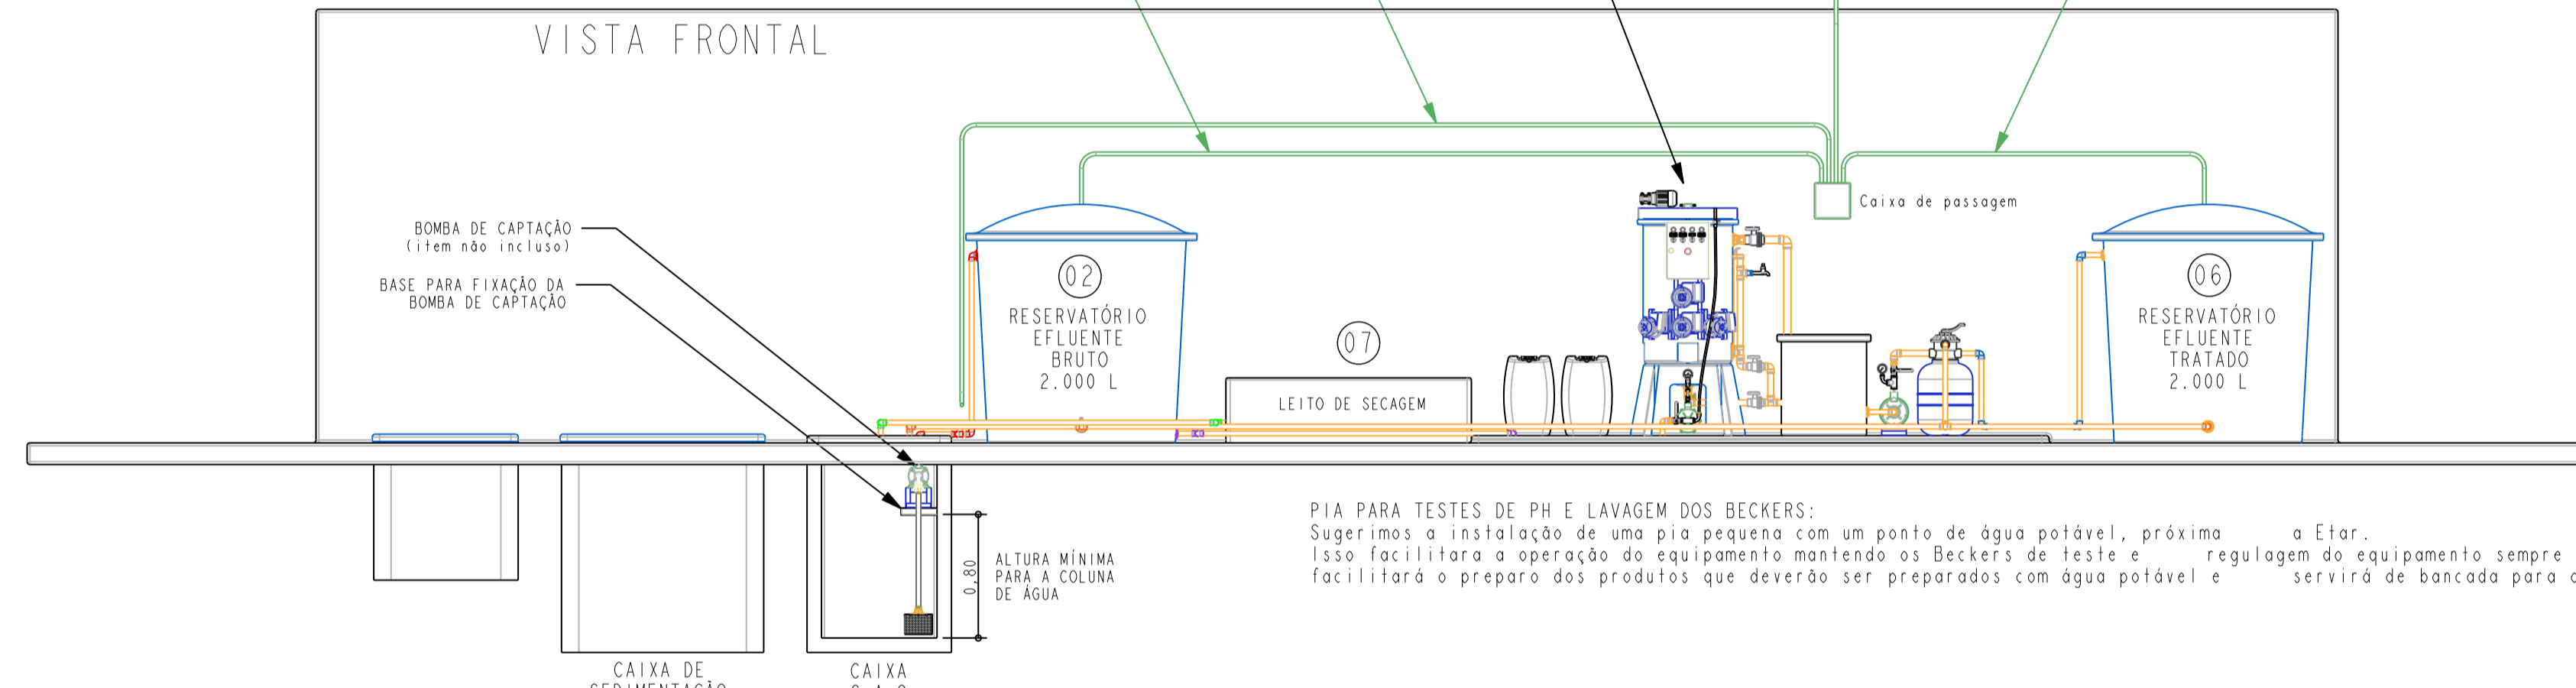 VISTA FRONTAL
Caixa de passagem
BOMBA DE CAPTAÇÃO
(item não incluso)
BASE PARA FIXAÇÃO DA
BOMBA DE CAPTAÇÃO
02
RESERVATÓRIO
EFLUENTE
BRUTO
2.000 L
07
LEITO DE SECAGEM
06
RESERVATÓRIO
EFLUENTE
TRATADO
2.000 L
0,80
ALTURA MÍNIMA
PARA A COLUNA
DE ÁGUA
PIA PARA TESTES DE PH E LAVAGEM DOS BECKERS:
Sugerimos a instalação de uma pia pequena com um ponto de água potável, próxima a Etar.
Isso facilitara a operação do equipamento mantendo os Beckers de teste e regulagem do equipamento sempre
facilitará o preparo dos produtos que deverão ser preparados com água potável e servirá de bancada para
CAIXA DE
SEDIMENTAÇÃO
CAIXA